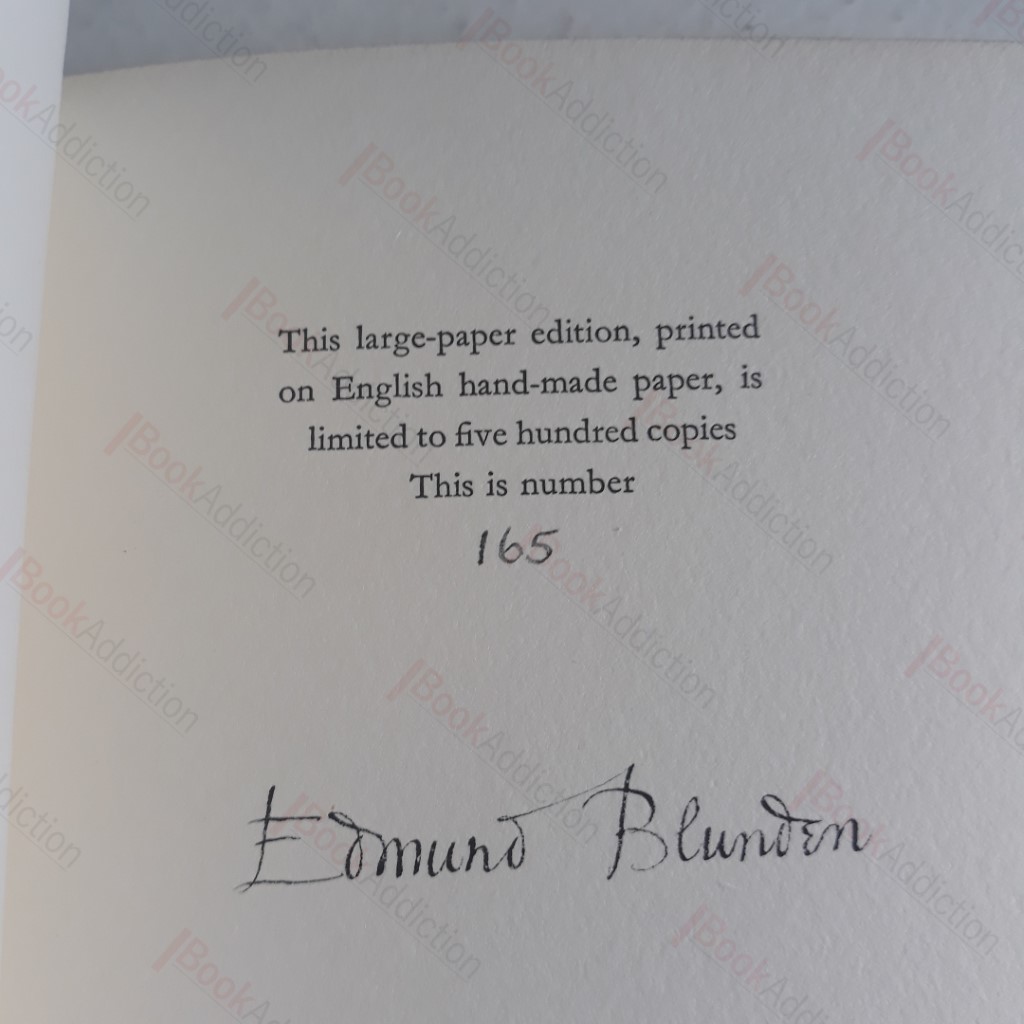 This large-paper edition, printed
on English hand-made paper, is
limited to five hundred copies
This is number
165
Edmund Blunden
BookAddiction